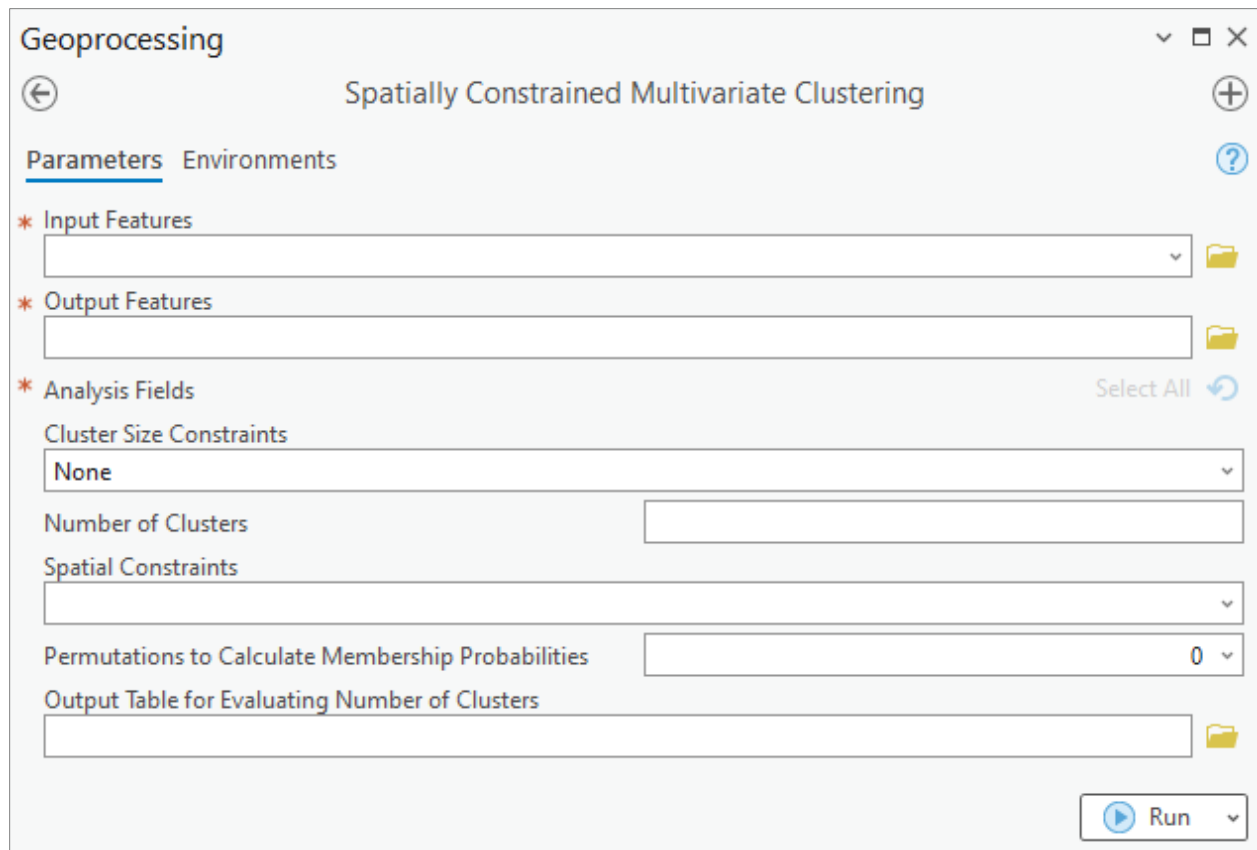 Geoprocessing
Spatially Constrained Multivariate Clustering
Parameters Environments
* Input Features
* Output Features
* Analysis Fields Select All
Cluster Size Constraints
None
Number of Clusters
Spatial Constraints
Permutations to Calculate Membership Probabilities 0
Output Table for Evaluating Number of Clusters
Run